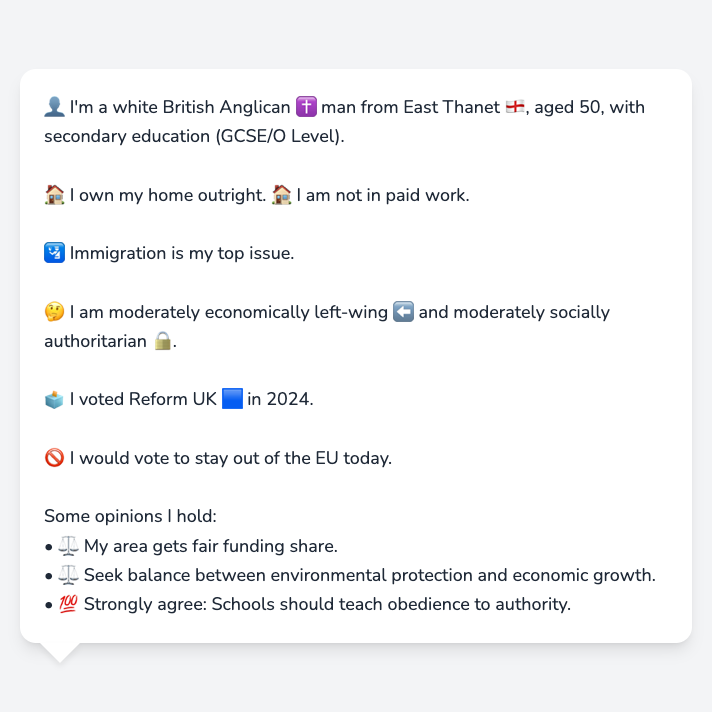 👤 I'm a white British Anglican ✝️ man from East Thanet 🏴󠁧󠁢󠁥󠁮󠁧󠁿, aged 50, with
secondary education (GCSE/O Level).
🏠 I own my home outright. 🏠 I am not in paid work.
🛂 Immigration is my top issue.
🤔 I am moderately economically left-wing ⬅️ and moderately socially
authoritarian 🔒.
🗳️ I voted Reform UK 🟦 in 2024.
🚫 I would vote to stay out of the EU today.
Some opinions I hold:
• ⚖️ My area gets fair funding share.
• ⚖️ Seek balance between environmental protection and economic growth.
• 💯 Strongly agree: Schools should teach obedience to authority.